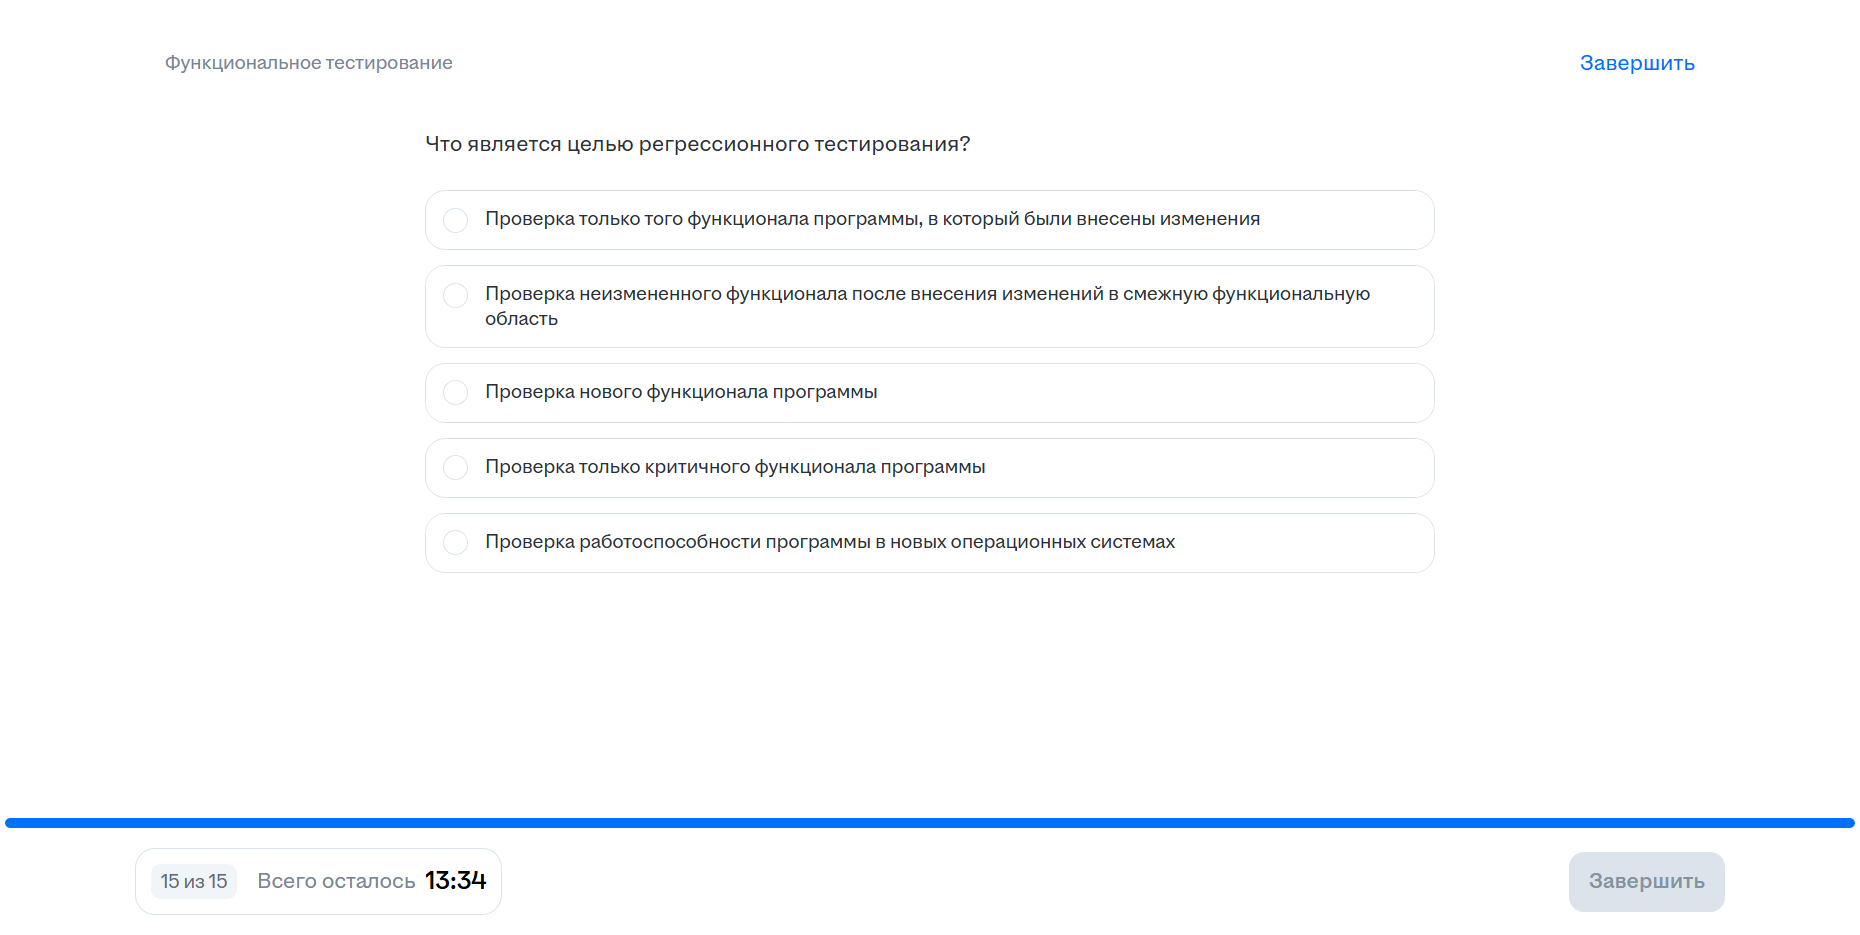 Функциональное тестирование
Завершить
Что является целью регрессионного тестирования?
Проверка только того функционала программы, в который были внесены изменения
Проверка неизмененного функционала после внесения изменений в смежную функциональную
область
Проверка нового функционала программы
Проверка только критичного функционала программы
Проверка работоспособности программы в новых операционных системах
15 из 15
Всего осталось 13:34
Завершить